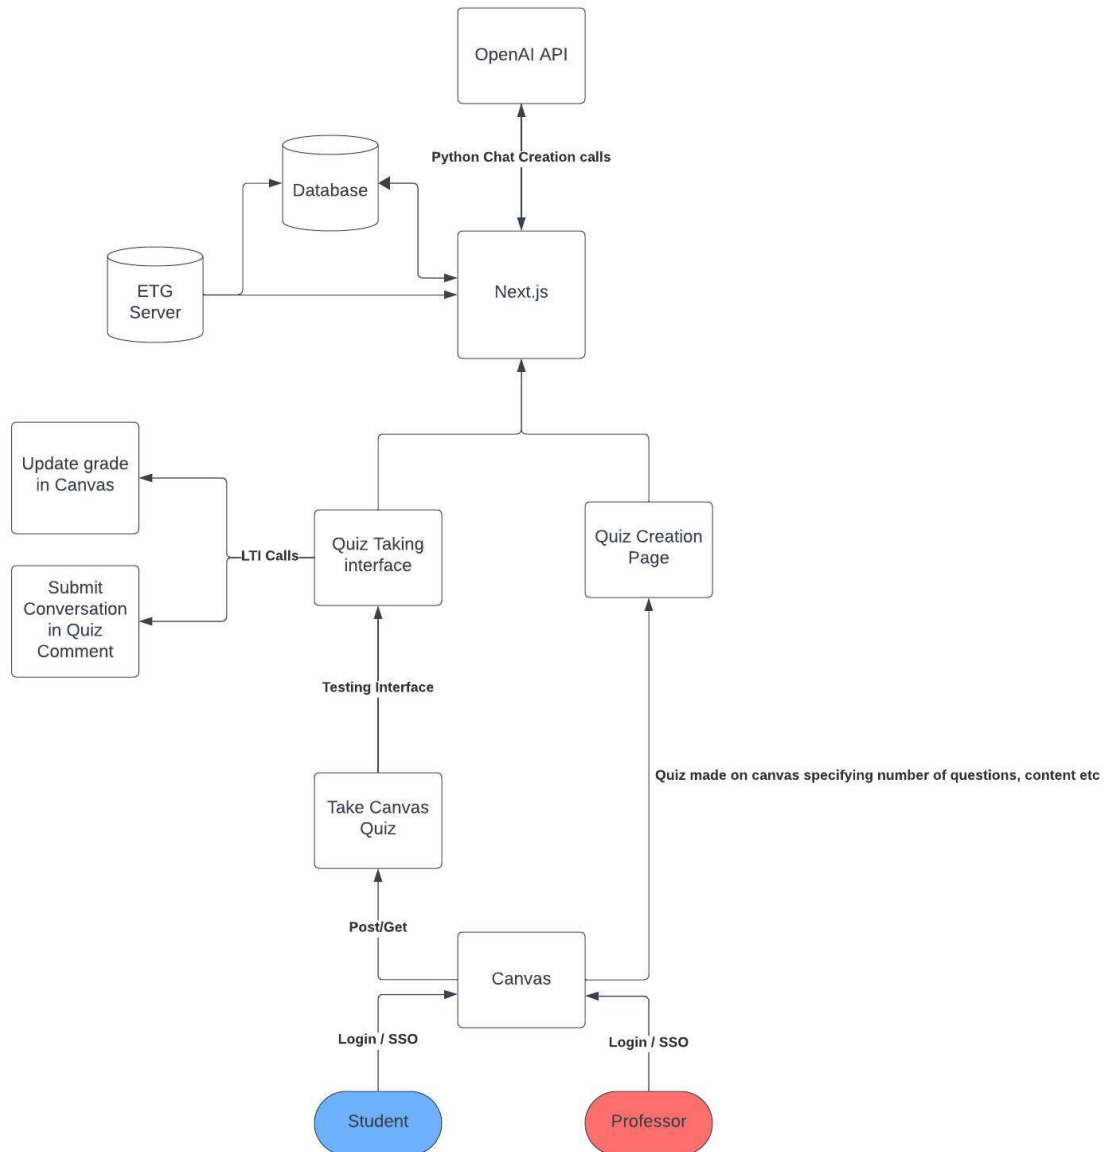 OpenAI API
Python Chat Creation calls
Database
ETG
Server
Next.js
Update grade
in Canvas
Quiz Taking
interface
Quiz Creation
Page
LTI Calls
Submit
Conversation
in Quiz
Comment
Testing Interface
Quiz made on canvas specifying number of questions, content etc
Take Canvas
Quiz
Post/Get
Canvas
Login / SSO
Login / SSO
Student
Professor